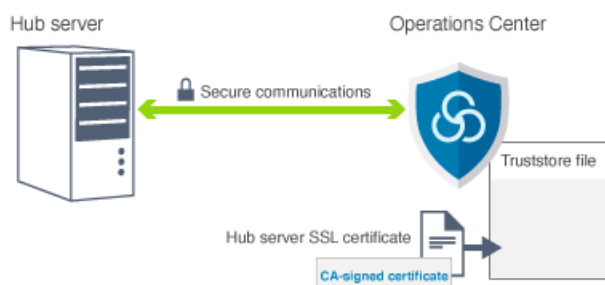 Hub server
Operations Center
Secure communications
Truststore file
Hub server SSL certificate
CA-signed certificate